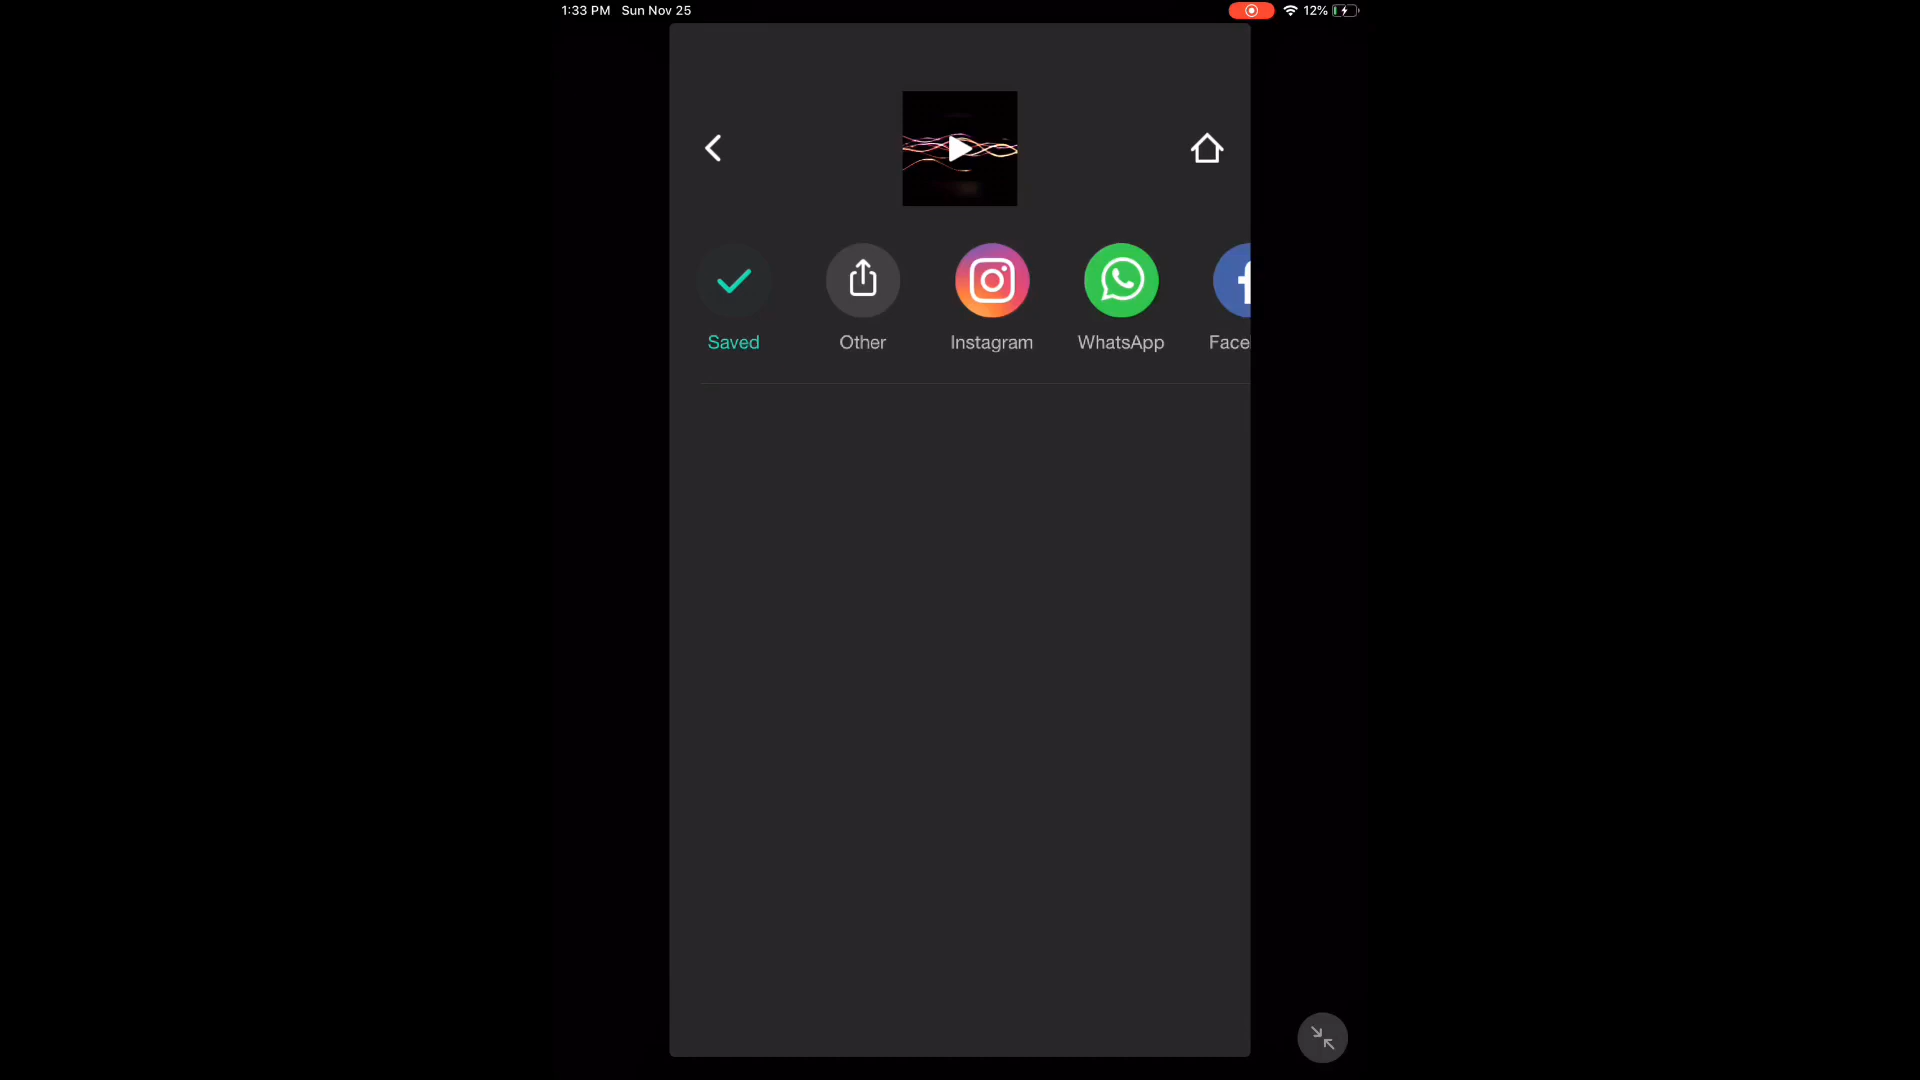 1:33 PM Sun Nov 25
12%
Saved
Other
Instagram
WhatsApp
Face